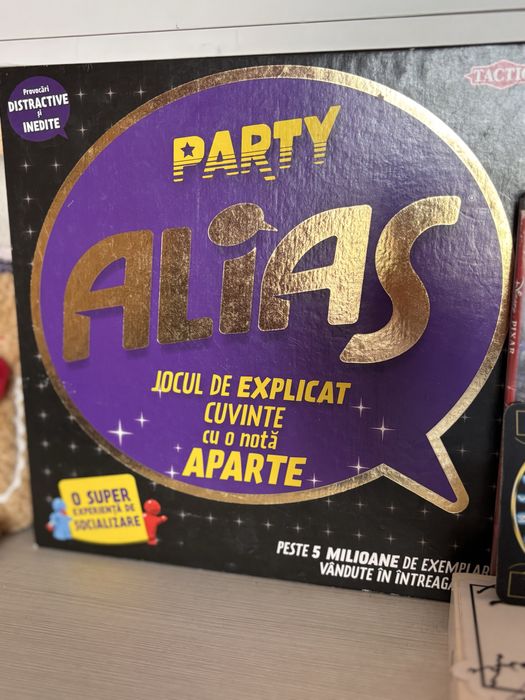 Provocări
DISTRACTIVE
și
INEDITE
TACTIC
PARTY
ALiAS
JOCUL DE EXPLICAT
CUVINTE
cu o notă
APARTE
O SUPER
EXPERIENȚĂ DE
SOCIALIZARE
PESTE 5 MILIOANE DE EXEMPLAR
VÂNDUTE ÎN ÎNTREAGA
PIXAR